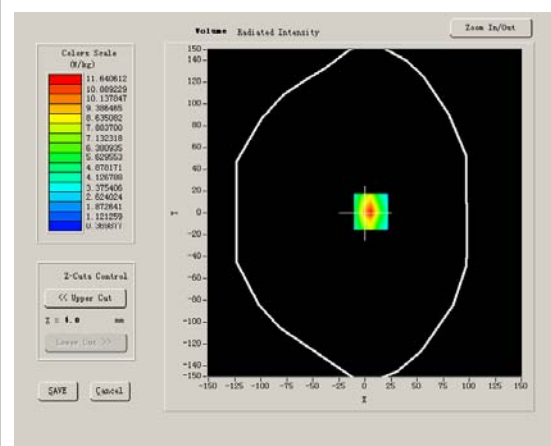 Volume Radiated Intensity
Zoom In/Out
Colors Scale
(W/kg)
11.640612
10.889229
10.137847
9.386465
8.635082
7.883700
7.132318
6.380935
5.629553
4.878171
4.126788
3.375406
2.624024
1.872641
1.121259
0.369877
Z-Cuts Control
<< Upper Cut
Z = 4.0 mm
Lower Cut >>
SAVE
Cancel
150
140
120
100
80
60
40
20
0
-20
-40
-60
-80
-100
-120
-140
-150
Y
-150 -125 -100 -75 -50 -25 0 25 50 75 100 125 150
X